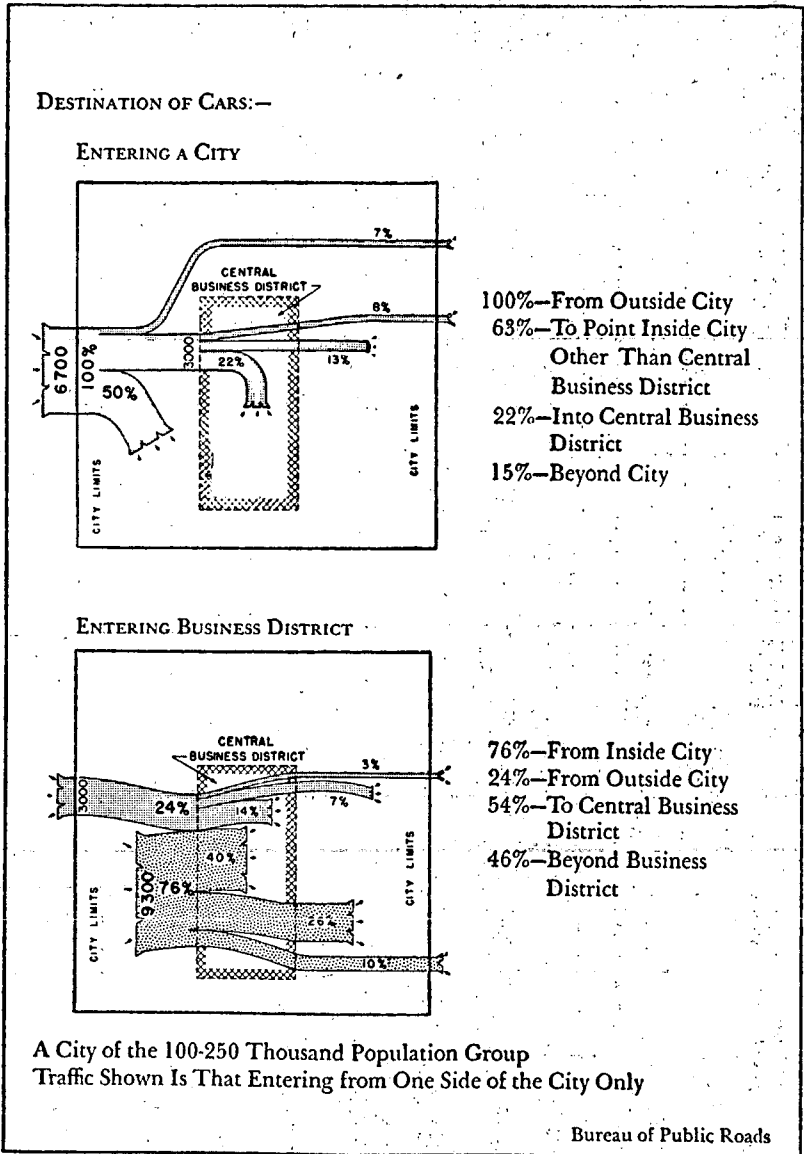 DESTINATION OF CARS:—
ENTERING A CITY
7%
CENTRAL
BUSINESS DISTRICT
8%
6700
100%
3000
22%
13%
50%
CITY LIMITS
CITY LIMITS
100%—From Outside City
63%—To Point Inside City
Other Than Central
Business District
22%—Into Central Business
District
15%—Beyond City
ENTERING BUSINESS DISTRICT
CENTRAL
BUSINESS DISTRICT
3%
3000
24%
14%
7%
40%
9300
76%
26%
10%
CITY LIMITS
CITY LIMITS
76%—From Inside City
24%—From Outside City
54%—To Central Business
District
46%—Beyond Business
District
A City of the 100-250 Thousand Population Group
Traffic Shown Is That Entering from One Side of the City Only
Bureau of Public Roads